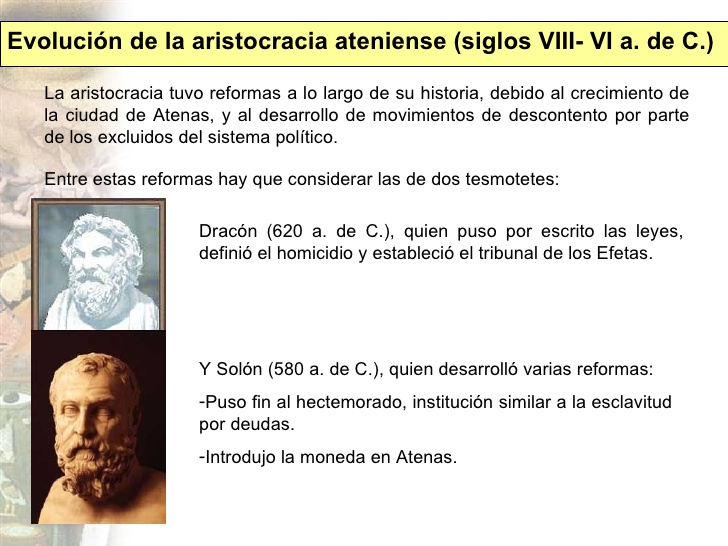 Evolución de la aristocracia ateniense (siglos VIII- VI a. de C.)
La aristocracia tuvo reformas a lo largo de su historia, debido al crecimiento de
la ciudad de Atenas, y al desarrollo de movimientos de descontento por parte
de los excluidos del sistema político.
Entre estas reformas hay que considerar las de dos tesmotetes:
Dracón (620 a. de C.), quien puso por escrito las leyes,
definió el homicidio y estableció el tribunal de los Efetas.
Y Solón (580 a. de C.), quien desarrolló varias reformas:
-Puso fin al hectemorado, institución similar a la esclavitud
por deudas.
-Introdujo la moneda en Atenas.